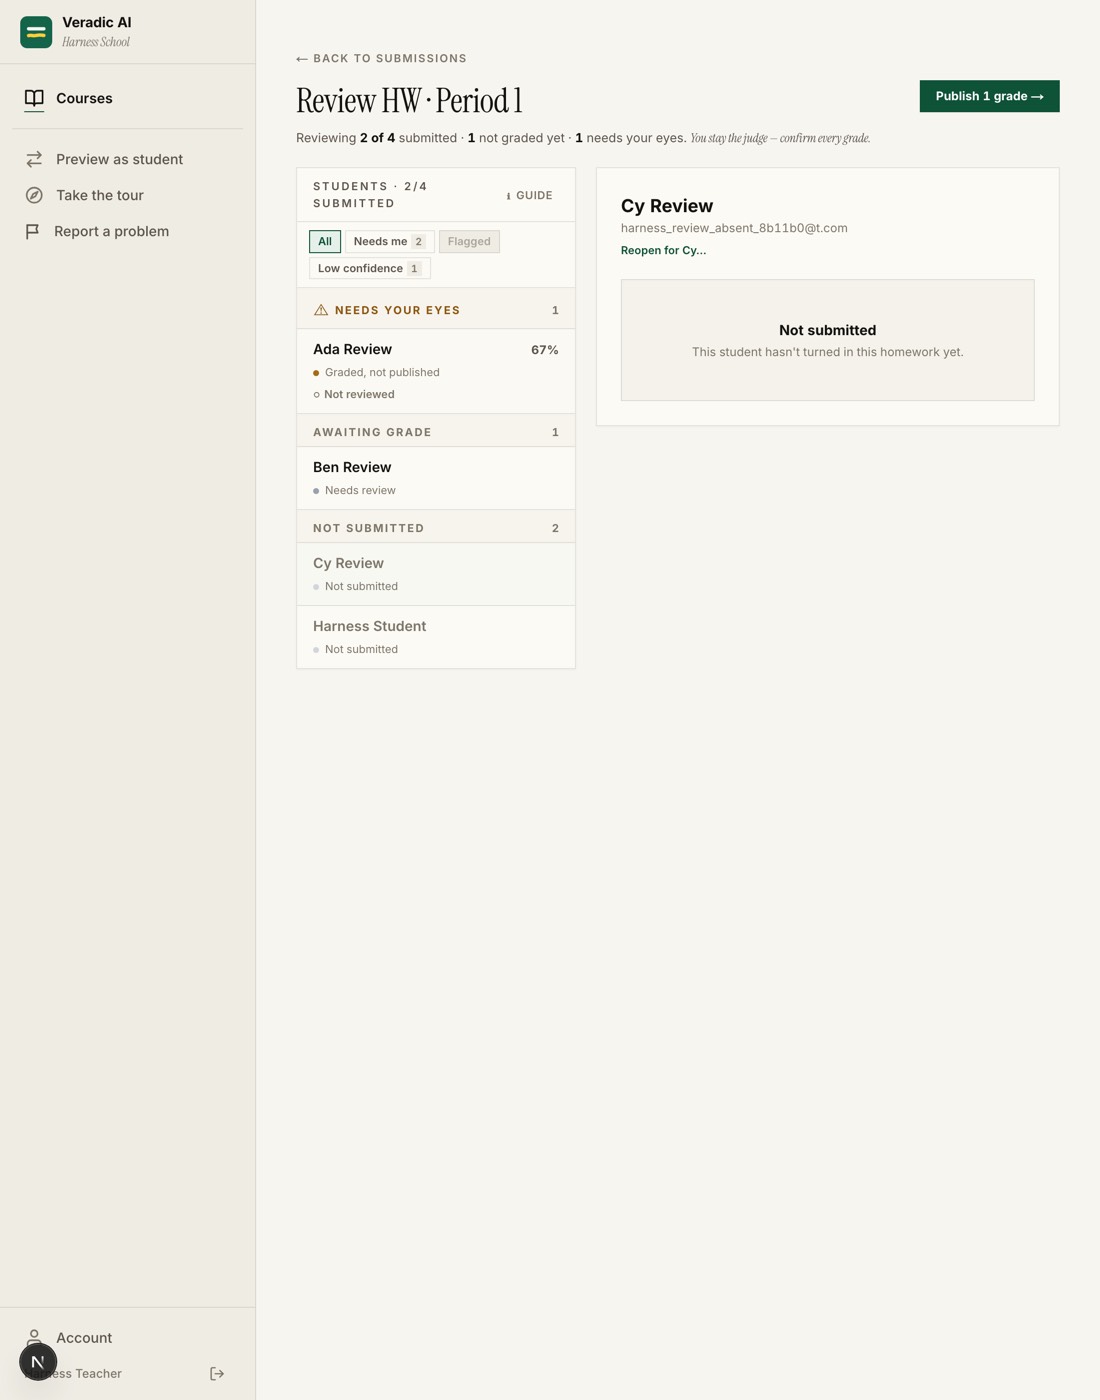 Veradic AI
Harness School
Courses
Preview as student
Take the tour
Report a problem
Account
ess Teacher
← BACK TO SUBMISSIONS
Review HW · Period 1
Publish 1 grade →
Reviewing 2 of 4 submitted · 1 not graded yet · 1 needs your eyes. You stay the judge — confirm every grade.
STUDENTS · 2/4
SUBMITTED
i GUIDE
All
Needs me 2
Flagged
Low confidence 1
NEEDS YOUR EYES 1
Ada Review 67%
Graded, not published
Not reviewed
AWAITING GRADE 1
Ben Review
Needs review
NOT SUBMITTED 2
Cy Review
Not submitted
Harness Student
Not submitted
Cy Review
harness_review_absent_8b11b0@t.com
Reopen for Cy...
Not submitted
This student hasn't turned in this homework yet.
N